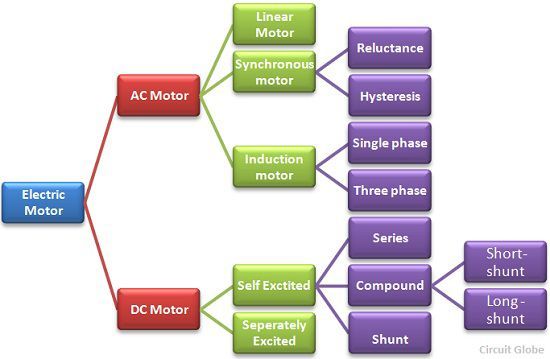 Electric
Motor
AC Motor
Linear
Motor
Synchronous
motor
Reluctance
Hysteresis
Induction
motor
Single phase
Three phase
DC Motor
Self Exctited
Series
Compound
Short-
shunt
Long -
shunt
Shunt
Seperately
Excited
Circuit Globe